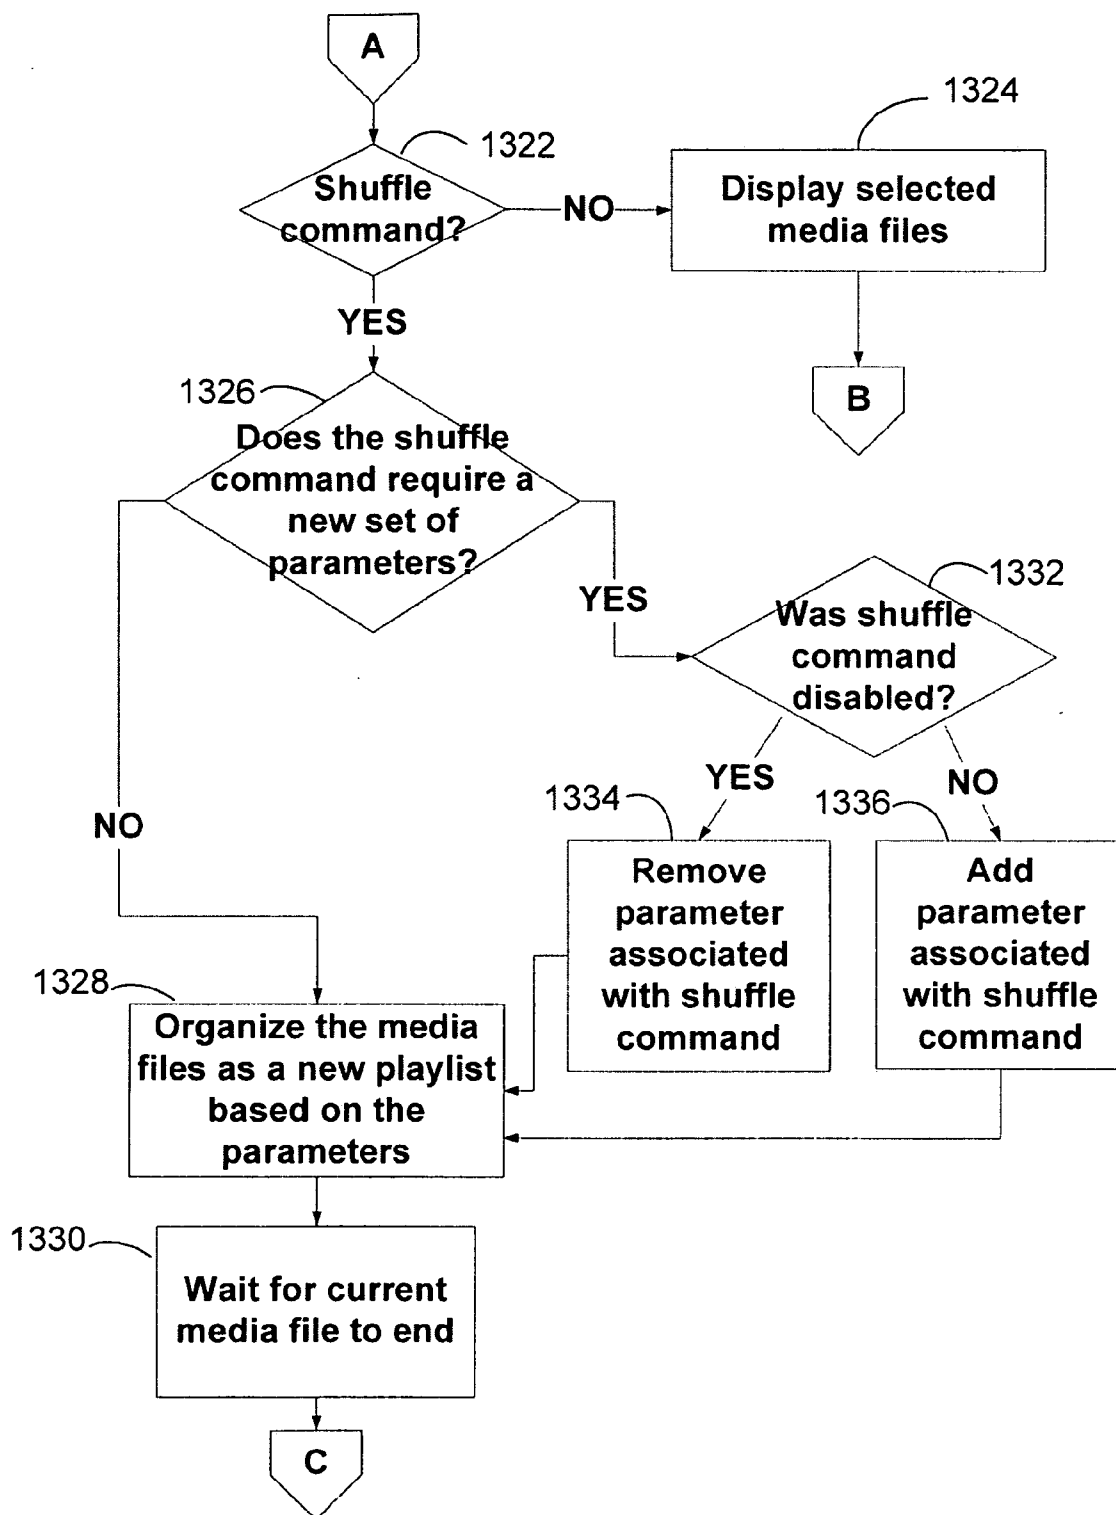 A
1322
Shuffle
command?
NO
1324
Display selected
media files
YES
B
1326
Does the shuffle
command require a
new set of
parameters?
YES
1332
Was shuffle
command
disabled?
YES
NO
NO
1334
Remove
parameter
associated
with shuffle
command
1336
Add
parameter
associated
with shuffle
command
1328
Organize the media
files as a new playlist
based on the
parameters
1330
Wait for current
media file to end
C